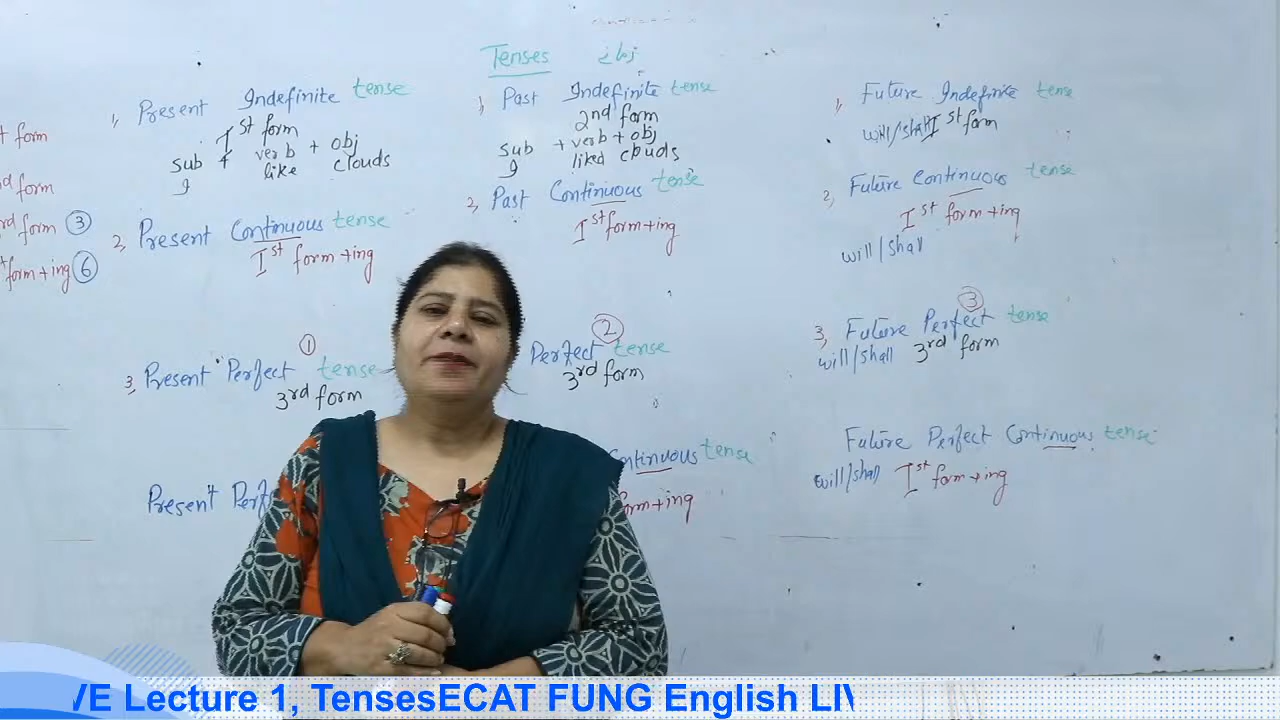 Tenses زمانے
t form
nd form
rd form ③
form+ing ⑥
1, Present Indefinite tense
Ist form
sub + verb + obj
I like clouds
2, Present Continuous tense
Ist form +ing
①
3, Present Perfect tense
3rd form
Present Perf
1, Past Indefinite tense
2nd form
sub + verb + obj
I liked clouds
2, Past Continuous tense
Ist form+ing
②
Perfect tense
3rd form
Continuous tense
form+ing
1, Future Indefinite tense
will/shall Ist form
2, Future Continuous tense
Ist form+ing
will/shall
③
3, Future Perfect tense
will/shall 3rd form
Future Perfect Continuous tense
will/shall Ist form+ing
VE Lecture 1, TensesECAT FUNG English LIV